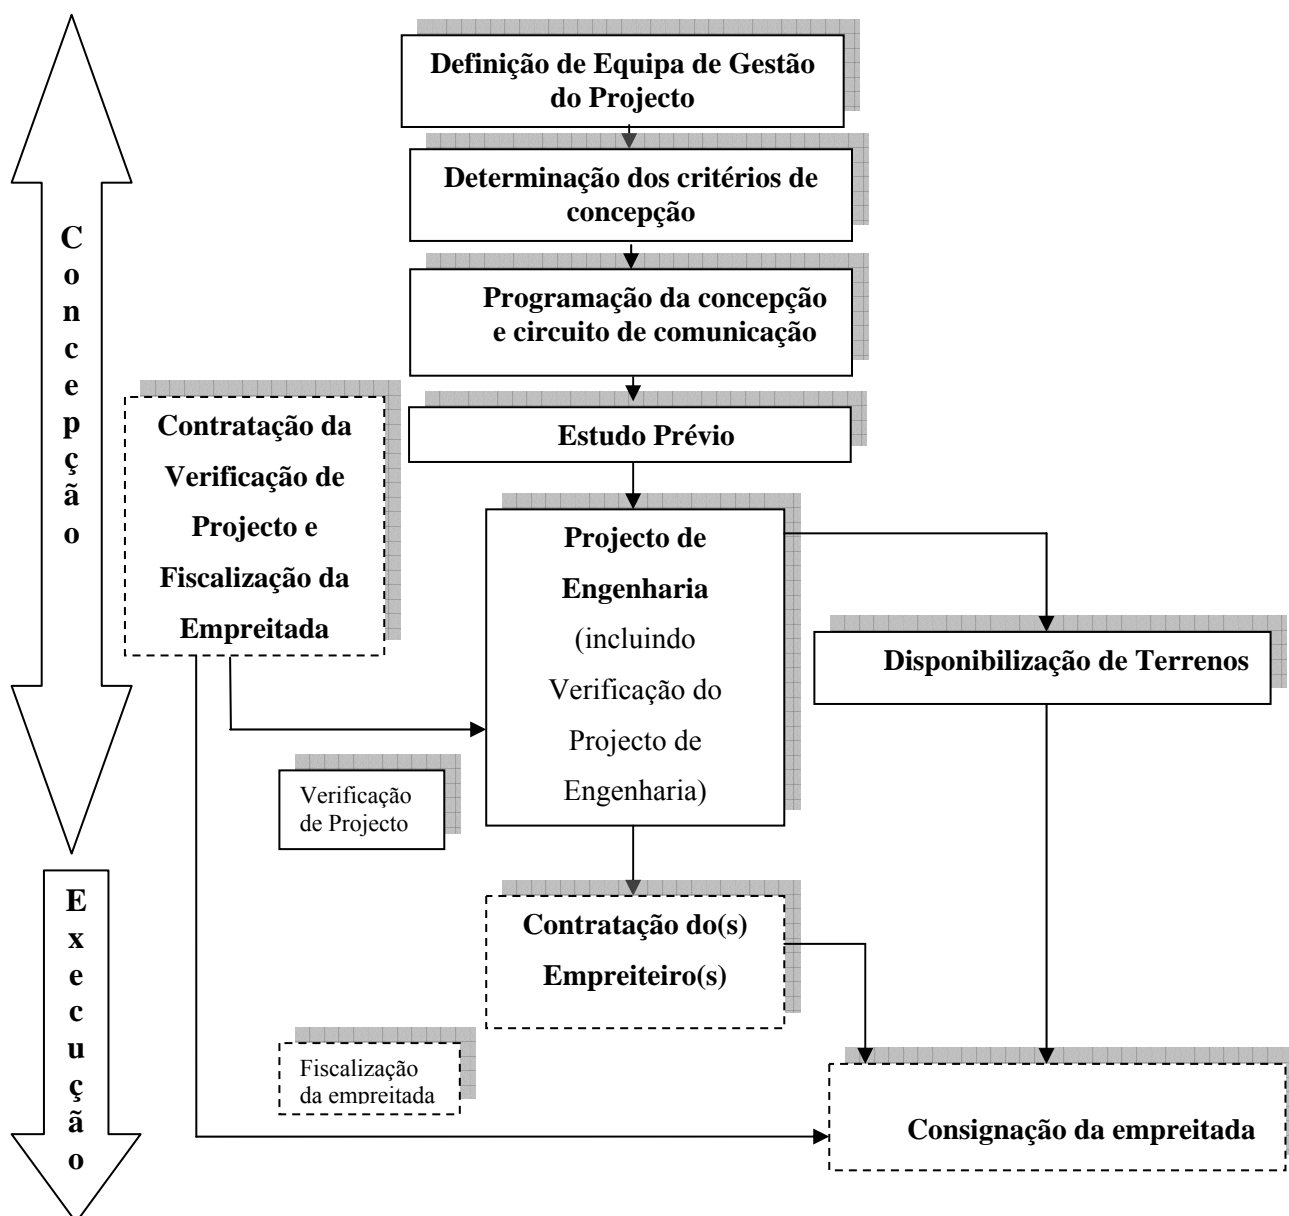 Definição de Equipa de Gestão
do Projecto
Determinação dos critérios de
concepção
Programação da concepção
e circuito de comunicação
Estudo Prévio
Concepção
Contratação da
Verificação de
Projecto e
Fiscalização da
Empreitada
Projecto de
Engenharia
(incluindo
Verificação do
Projecto de
Engenharia)
Disponibilização de Terrenos
Verificação
de Projecto
Execução
Contratação do(s)
Empreiteiro(s)
Fiscalização
da empreitada
Consignação da empreitada